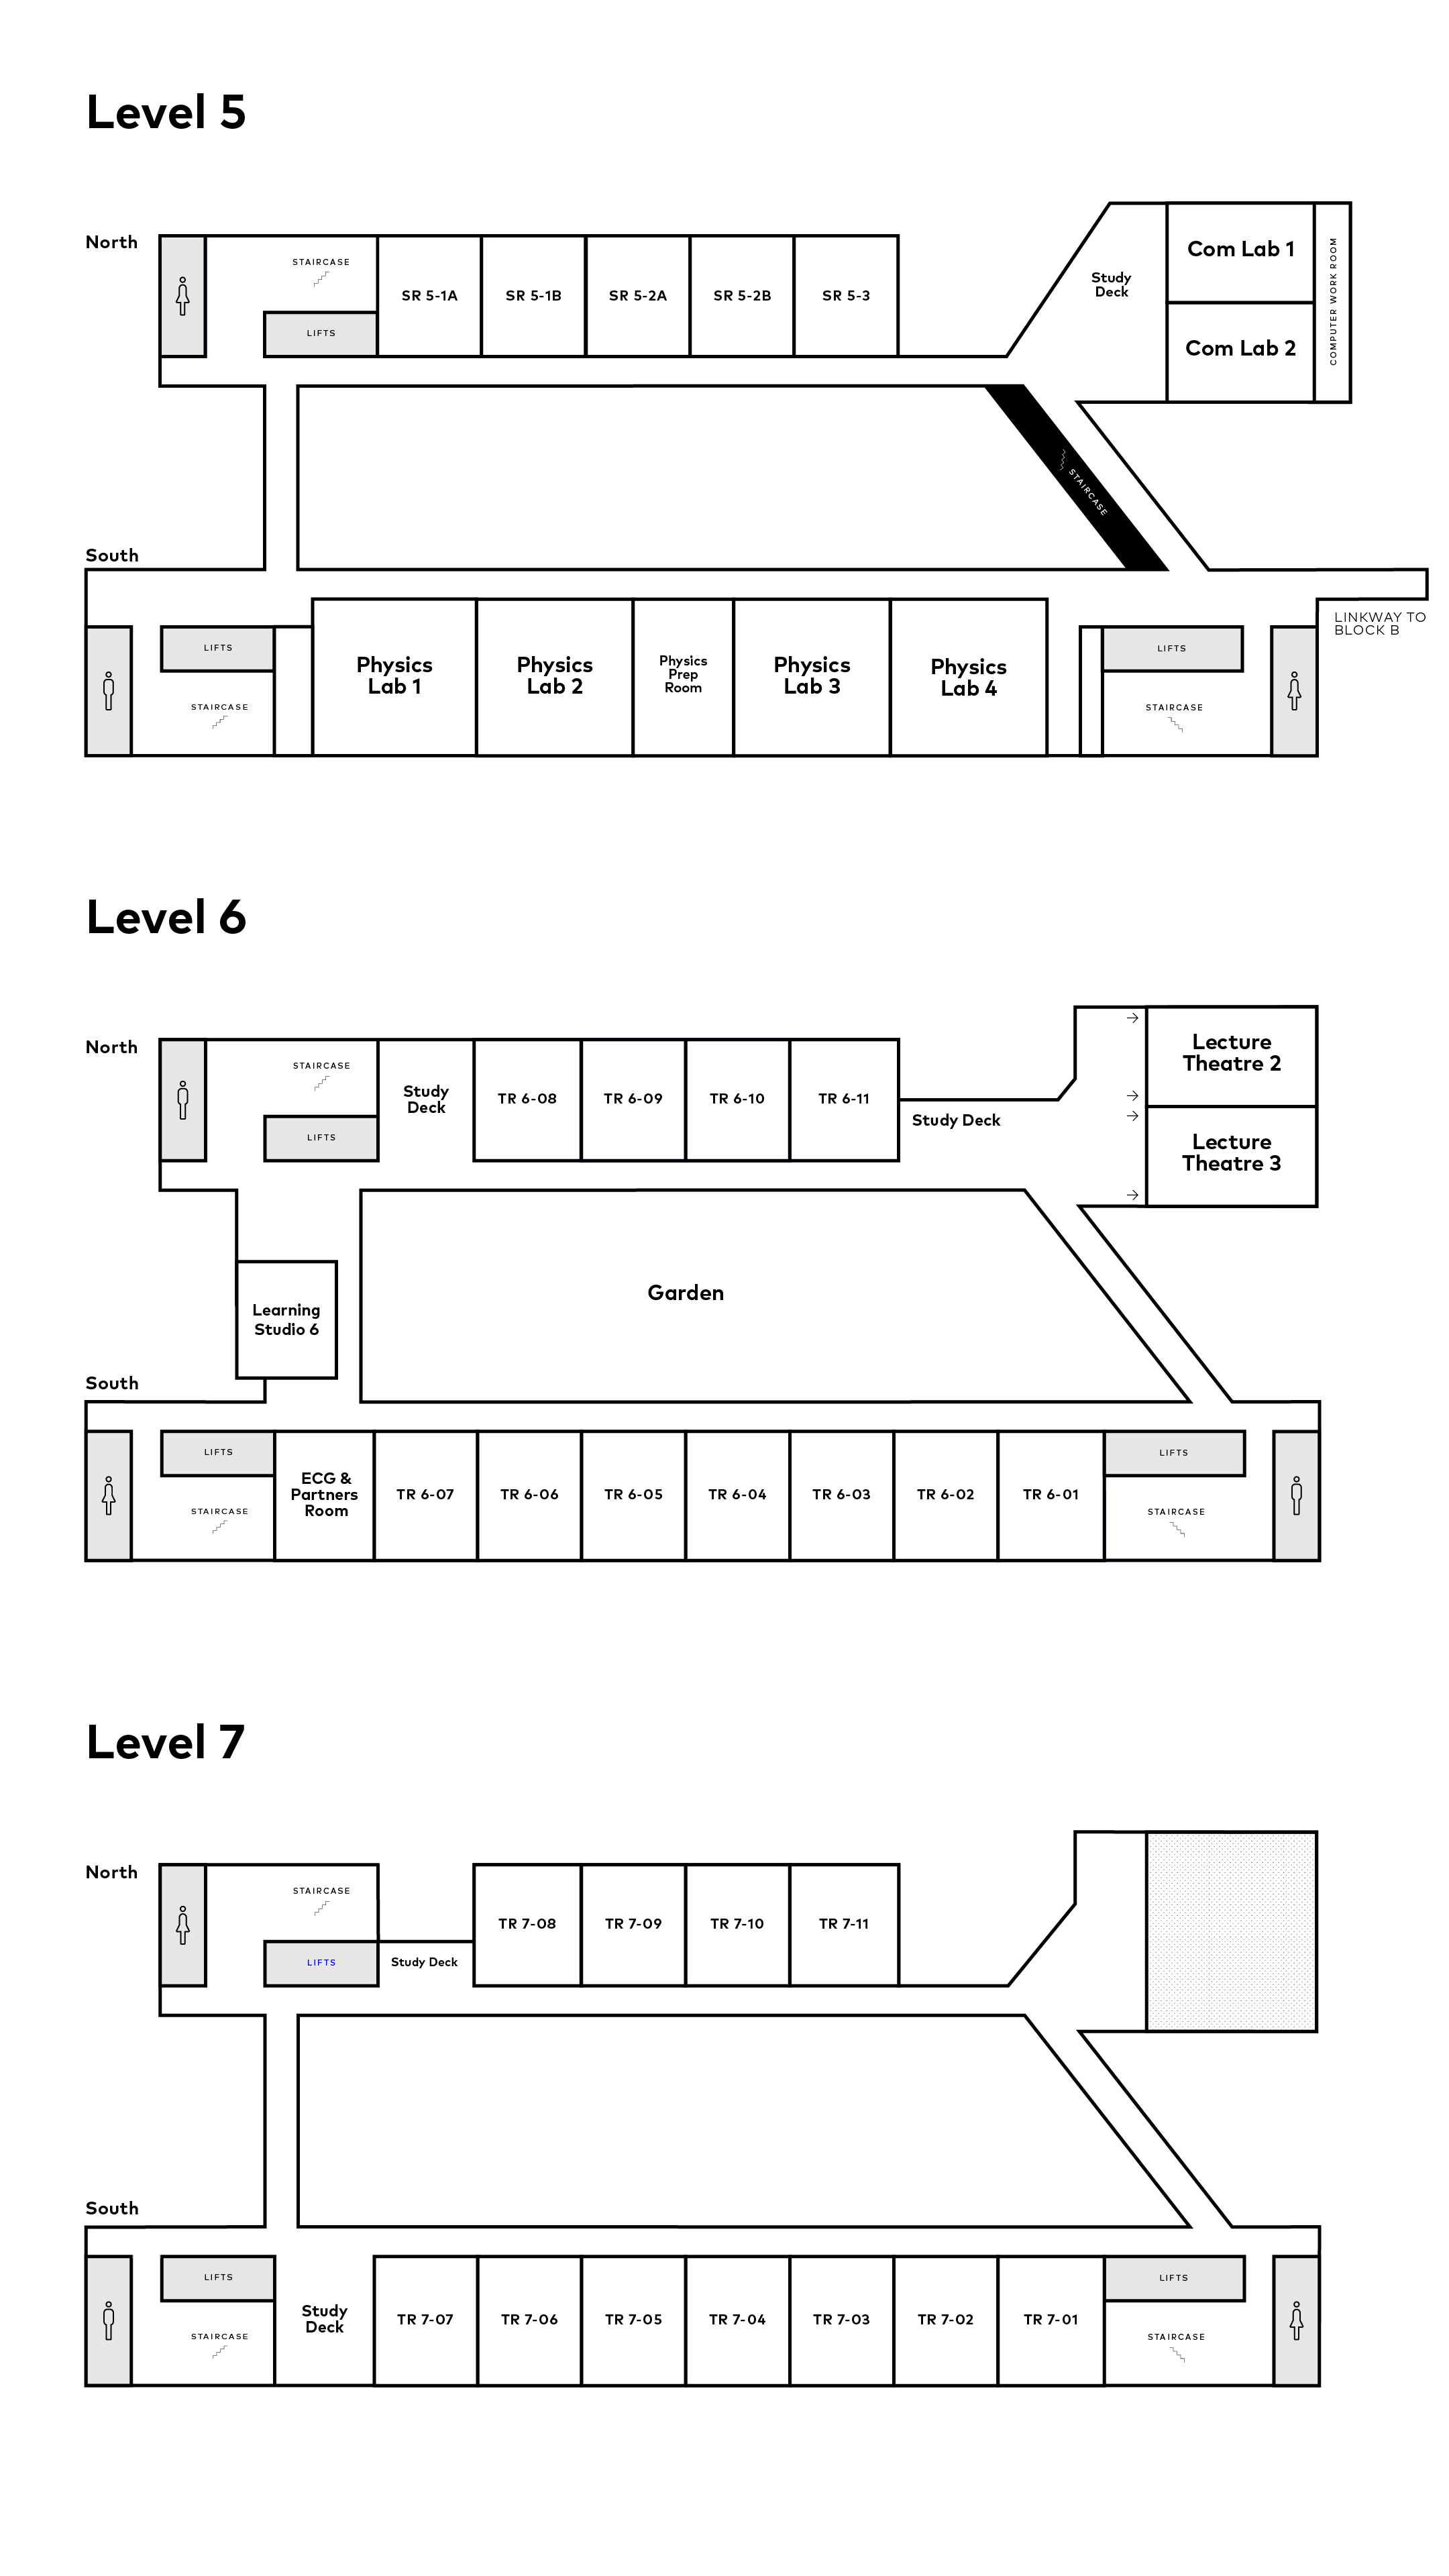 Level 5
North
STAIRCASE
LIFTS
SR 5-1A
SR 5-1B
SR 5-2A
SR 5-2B
SR 5-3
Study
Deck
Com Lab 1
Com Lab 2
COMPUTER WORK ROOM
STAIRCASE
South
LINKWAY TO
BLOCK B
LIFTS
STAIRCASE
Physics
Lab 1
Physics
Lab 2
Physics
Prep
Room
Physics
Lab 3
Physics
Lab 4
LIFTS
STAIRCASE
Level 6
North
STAIRCASE
LIFTS
Study
Deck
TR 6-08
TR 6-09
TR 6-10
TR 6-11
Study Deck
Lecture
Theatre 2
Lecture
Theatre 3
Garden
Learning
Studio 6
South
LIFTS
STAIRCASE
ECG &
Partners
Room
TR 6-07
TR 6-06
TR 6-05
TR 6-04
TR 6-03
TR 6-02
TR 6-01
LIFTS
STAIRCASE
Level 7
North
STAIRCASE
LIFTS
Study Deck
TR 7-08
TR 7-09
TR 7-10
TR 7-11
South
LIFTS
STAIRCASE
Study
Deck
TR 7-07
TR 7-06
TR 7-05
TR 7-04
TR 7-03
TR 7-02
TR 7-01
LIFTS
STAIRCASE